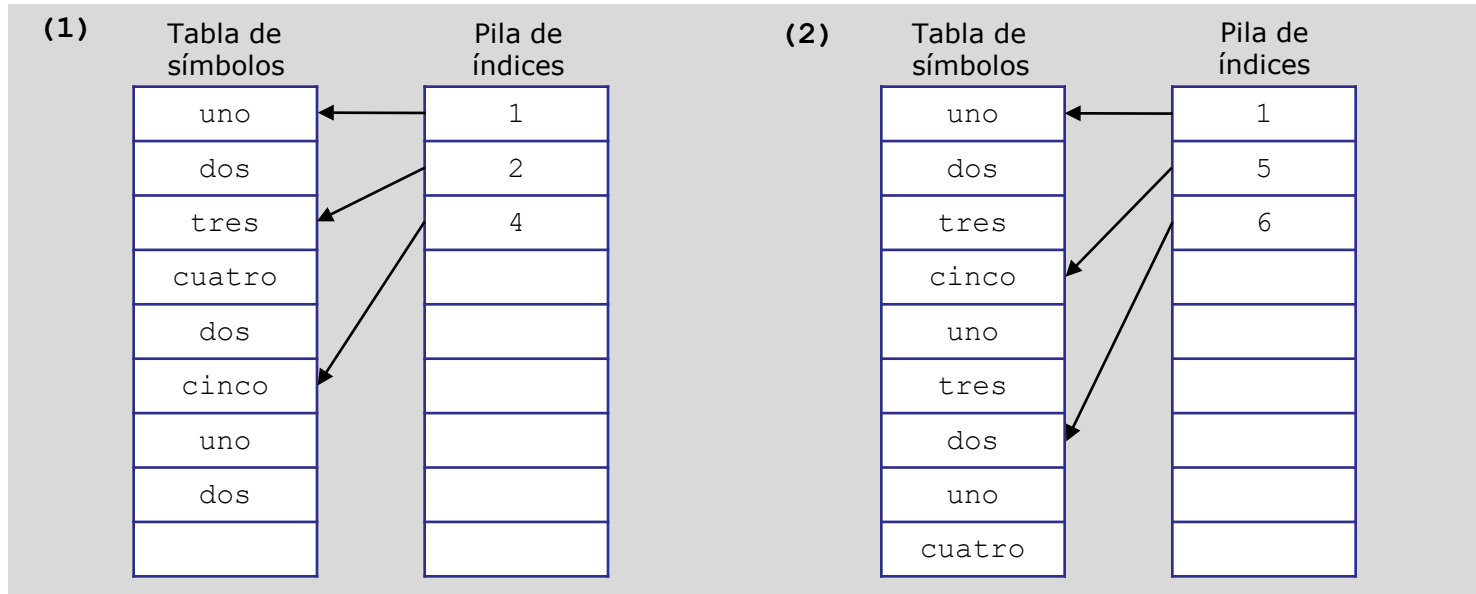 (1)
Tabla de
símbolos
Pila de
índices
uno 1
dos 2
tres 4
cuatro
dos
cinco
uno
dos
(2)
Tabla de
símbolos
Pila de
índices
uno 1
dos 5
tres 6
cinco
uno
tres
dos
uno
cuatro